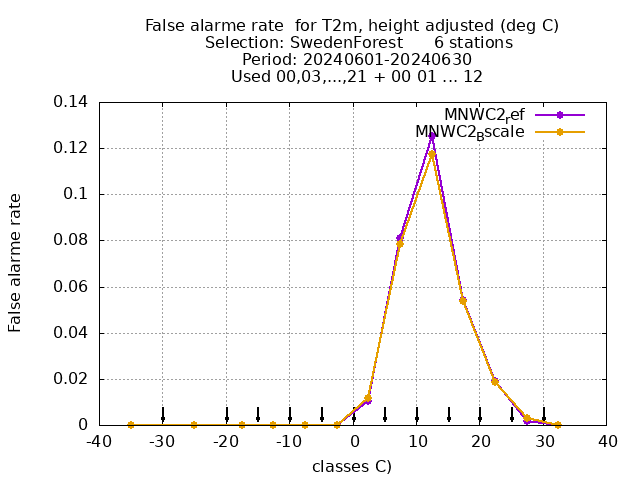 False alarme rate  for T2m, height adjusted (deg C)
Selection: SwedenForest      6 stations
Period: 20240601-20240630
Used 00,03,...,21 + 00 01 ... 12
MNWC2ref
MNWC2Bscale
0.14
0.12
0.1
0.08
0.06
0.04
0.02
0
False alarme rate
-40 -30 -20 -10 0 10 20 30 40
classes C)